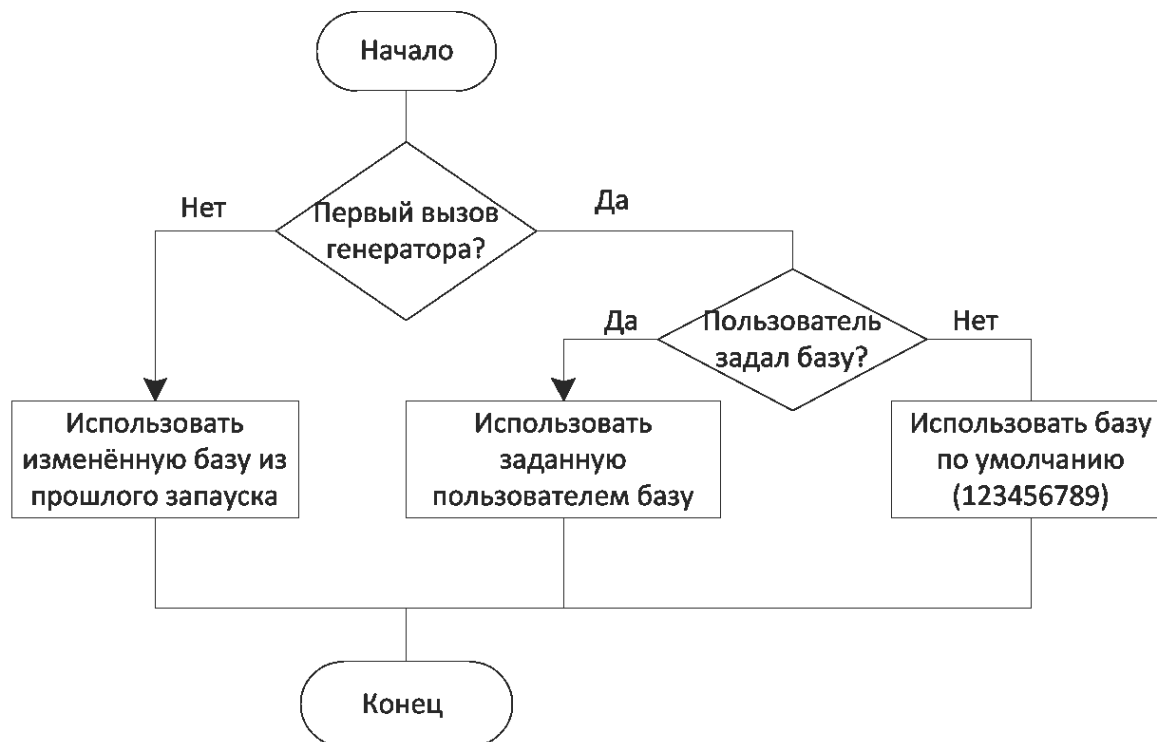 Начало
Нет
Да
Первый вызов
генератора?
Да
Пользователь
задал базу?
Нет
Использовать
изменённую базу из
прошлого запауска
Использовать
заданную
пользователем базу
Использовать базу
по умолчанию
(123456789)
Конец